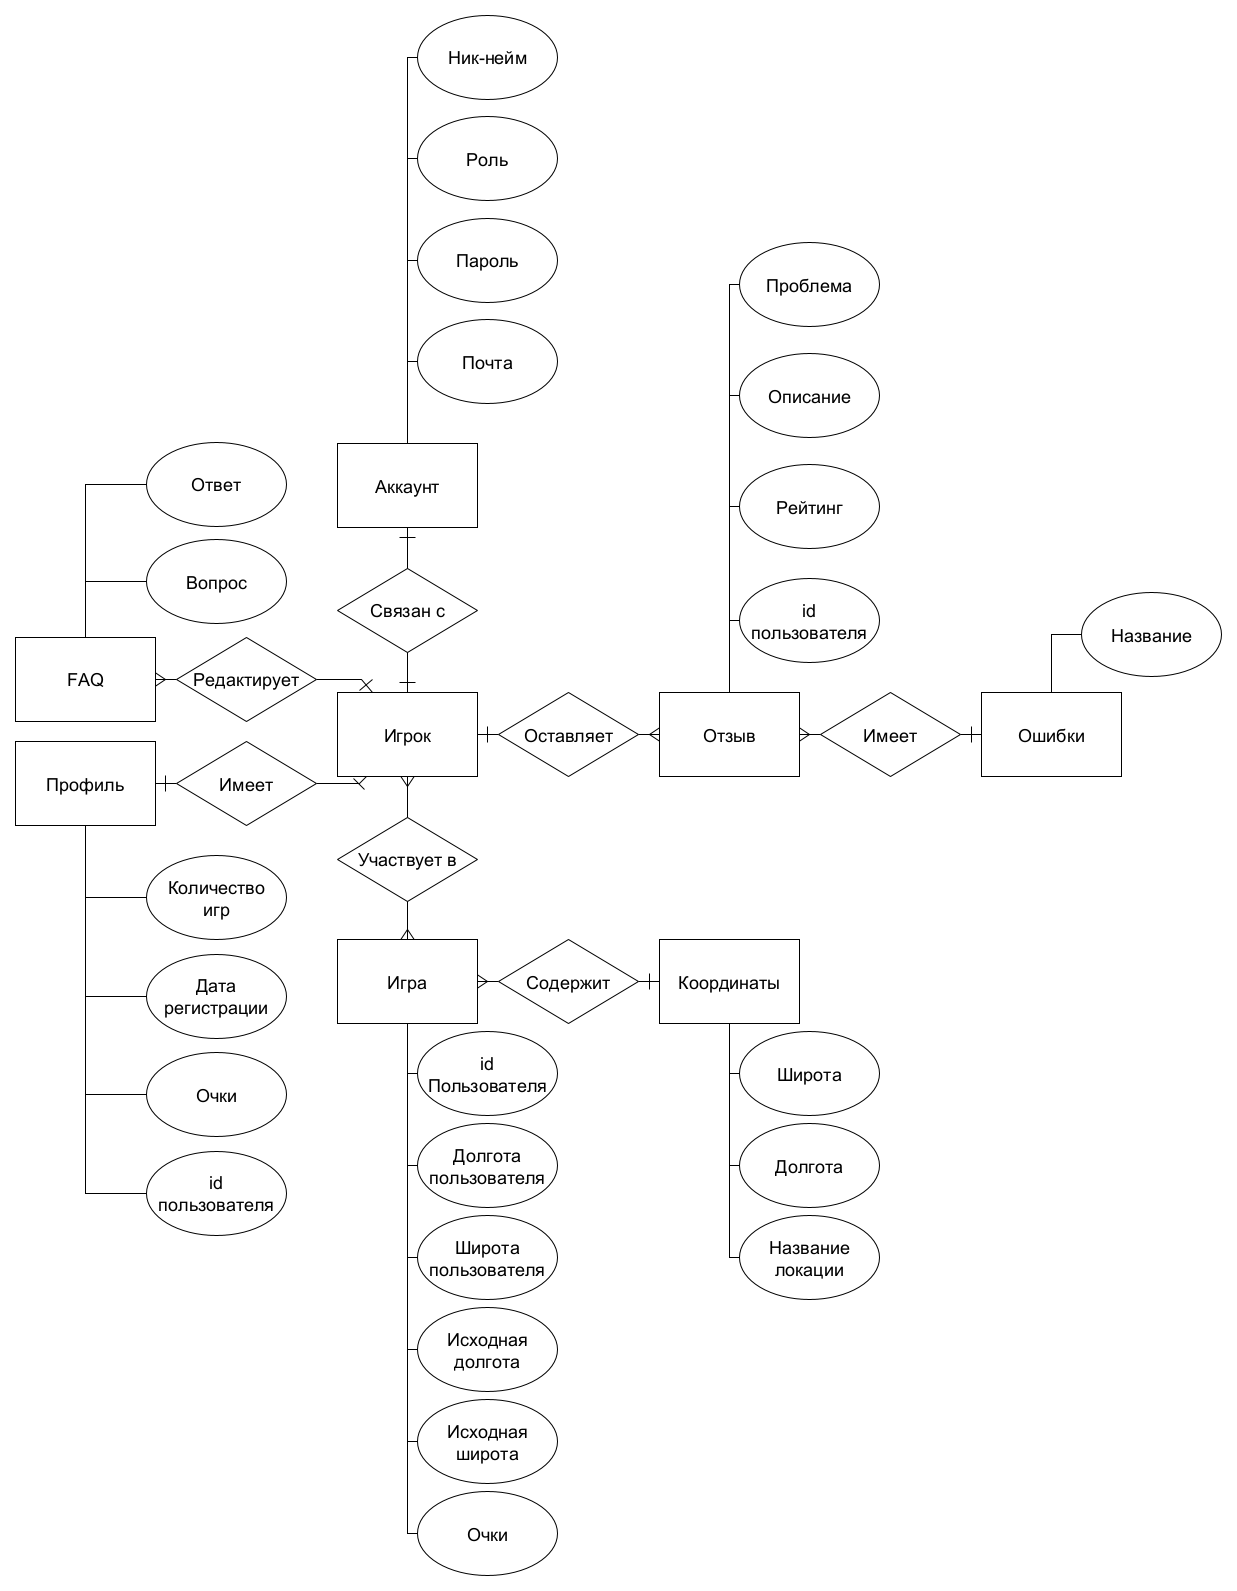 Ник-нейм
Роль
Пароль
Почта
Аккаунт
Связан с
Проблема
Описание
Рейтинг
id
пользователя
Название
Ответ
Вопрос
FAQ
Редактирует
Игрок
Оставляет
Отзыв
Имеет
Ошибки
Профиль
Имеет
Участвует в
Количество
игр
Дата
регистрации
Очки
id
пользователя
Игра
Содержит
Координаты
id
Пользователя
Долгота
пользователя
Широта
пользователя
Исходная
долгота
Исходная
широта
Очки
Широта
Долгота
Название
локации